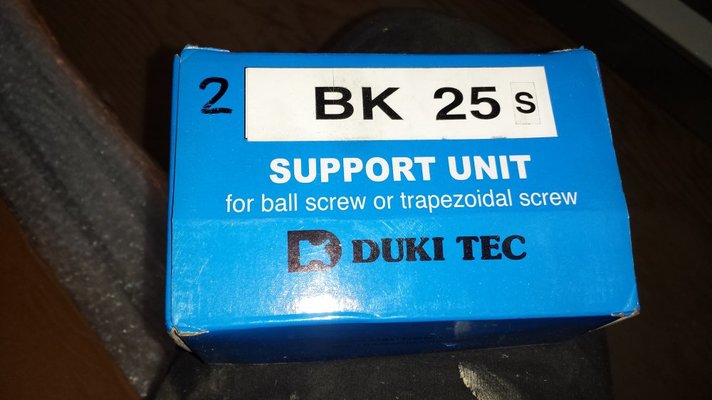 2 BK 25 S
SUPPORT UNIT
for ball screw or trapezoidal screw
DUKI TEC